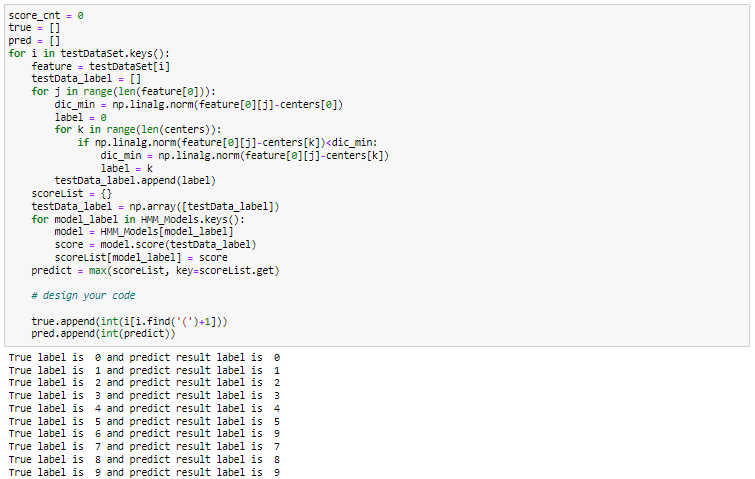 score_cnt = 0
true = []
pred = []
for i in testDataSet.keys():
    feature = testDataSet[i]
    testData_label = []
    for j in range(len(feature[0])):
        dic_min = np.linalg.norm(feature[0][j]-centers[0])
        label = 0
        for k in range(len(centers)):
            if np.linalg.norm(feature[0][j]-centers[k])<dic_min:
                dic_min = np.linalg.norm(feature[0][j]-centers[k])
                label = k
        testData_label.append(label)
    scoreList = {}
    testData_label = np.array([testData_label])
    for model_label in HMM_Models.keys():
        model = HMM_Models[model_label]
        score = model.score(testData_label)
        scoreList[model_label] = score
    predict = max(scoreList, key=scoreList.get)

    # design your code

    true.append(int(i[i.find('(')+1]))
    pred.append(int(predict))
True label is  0 and predict result label is  0
True label is  1 and predict result label is  1
True label is  2 and predict result label is  2
True label is  3 and predict result label is  3
True label is  4 and predict result label is  4
True label is  5 and predict result label is  5
True label is  6 and predict result label is  9
True label is  7 and predict result label is  7
True label is  8 and predict result label is  8
True label is  9 and predict result label is  9